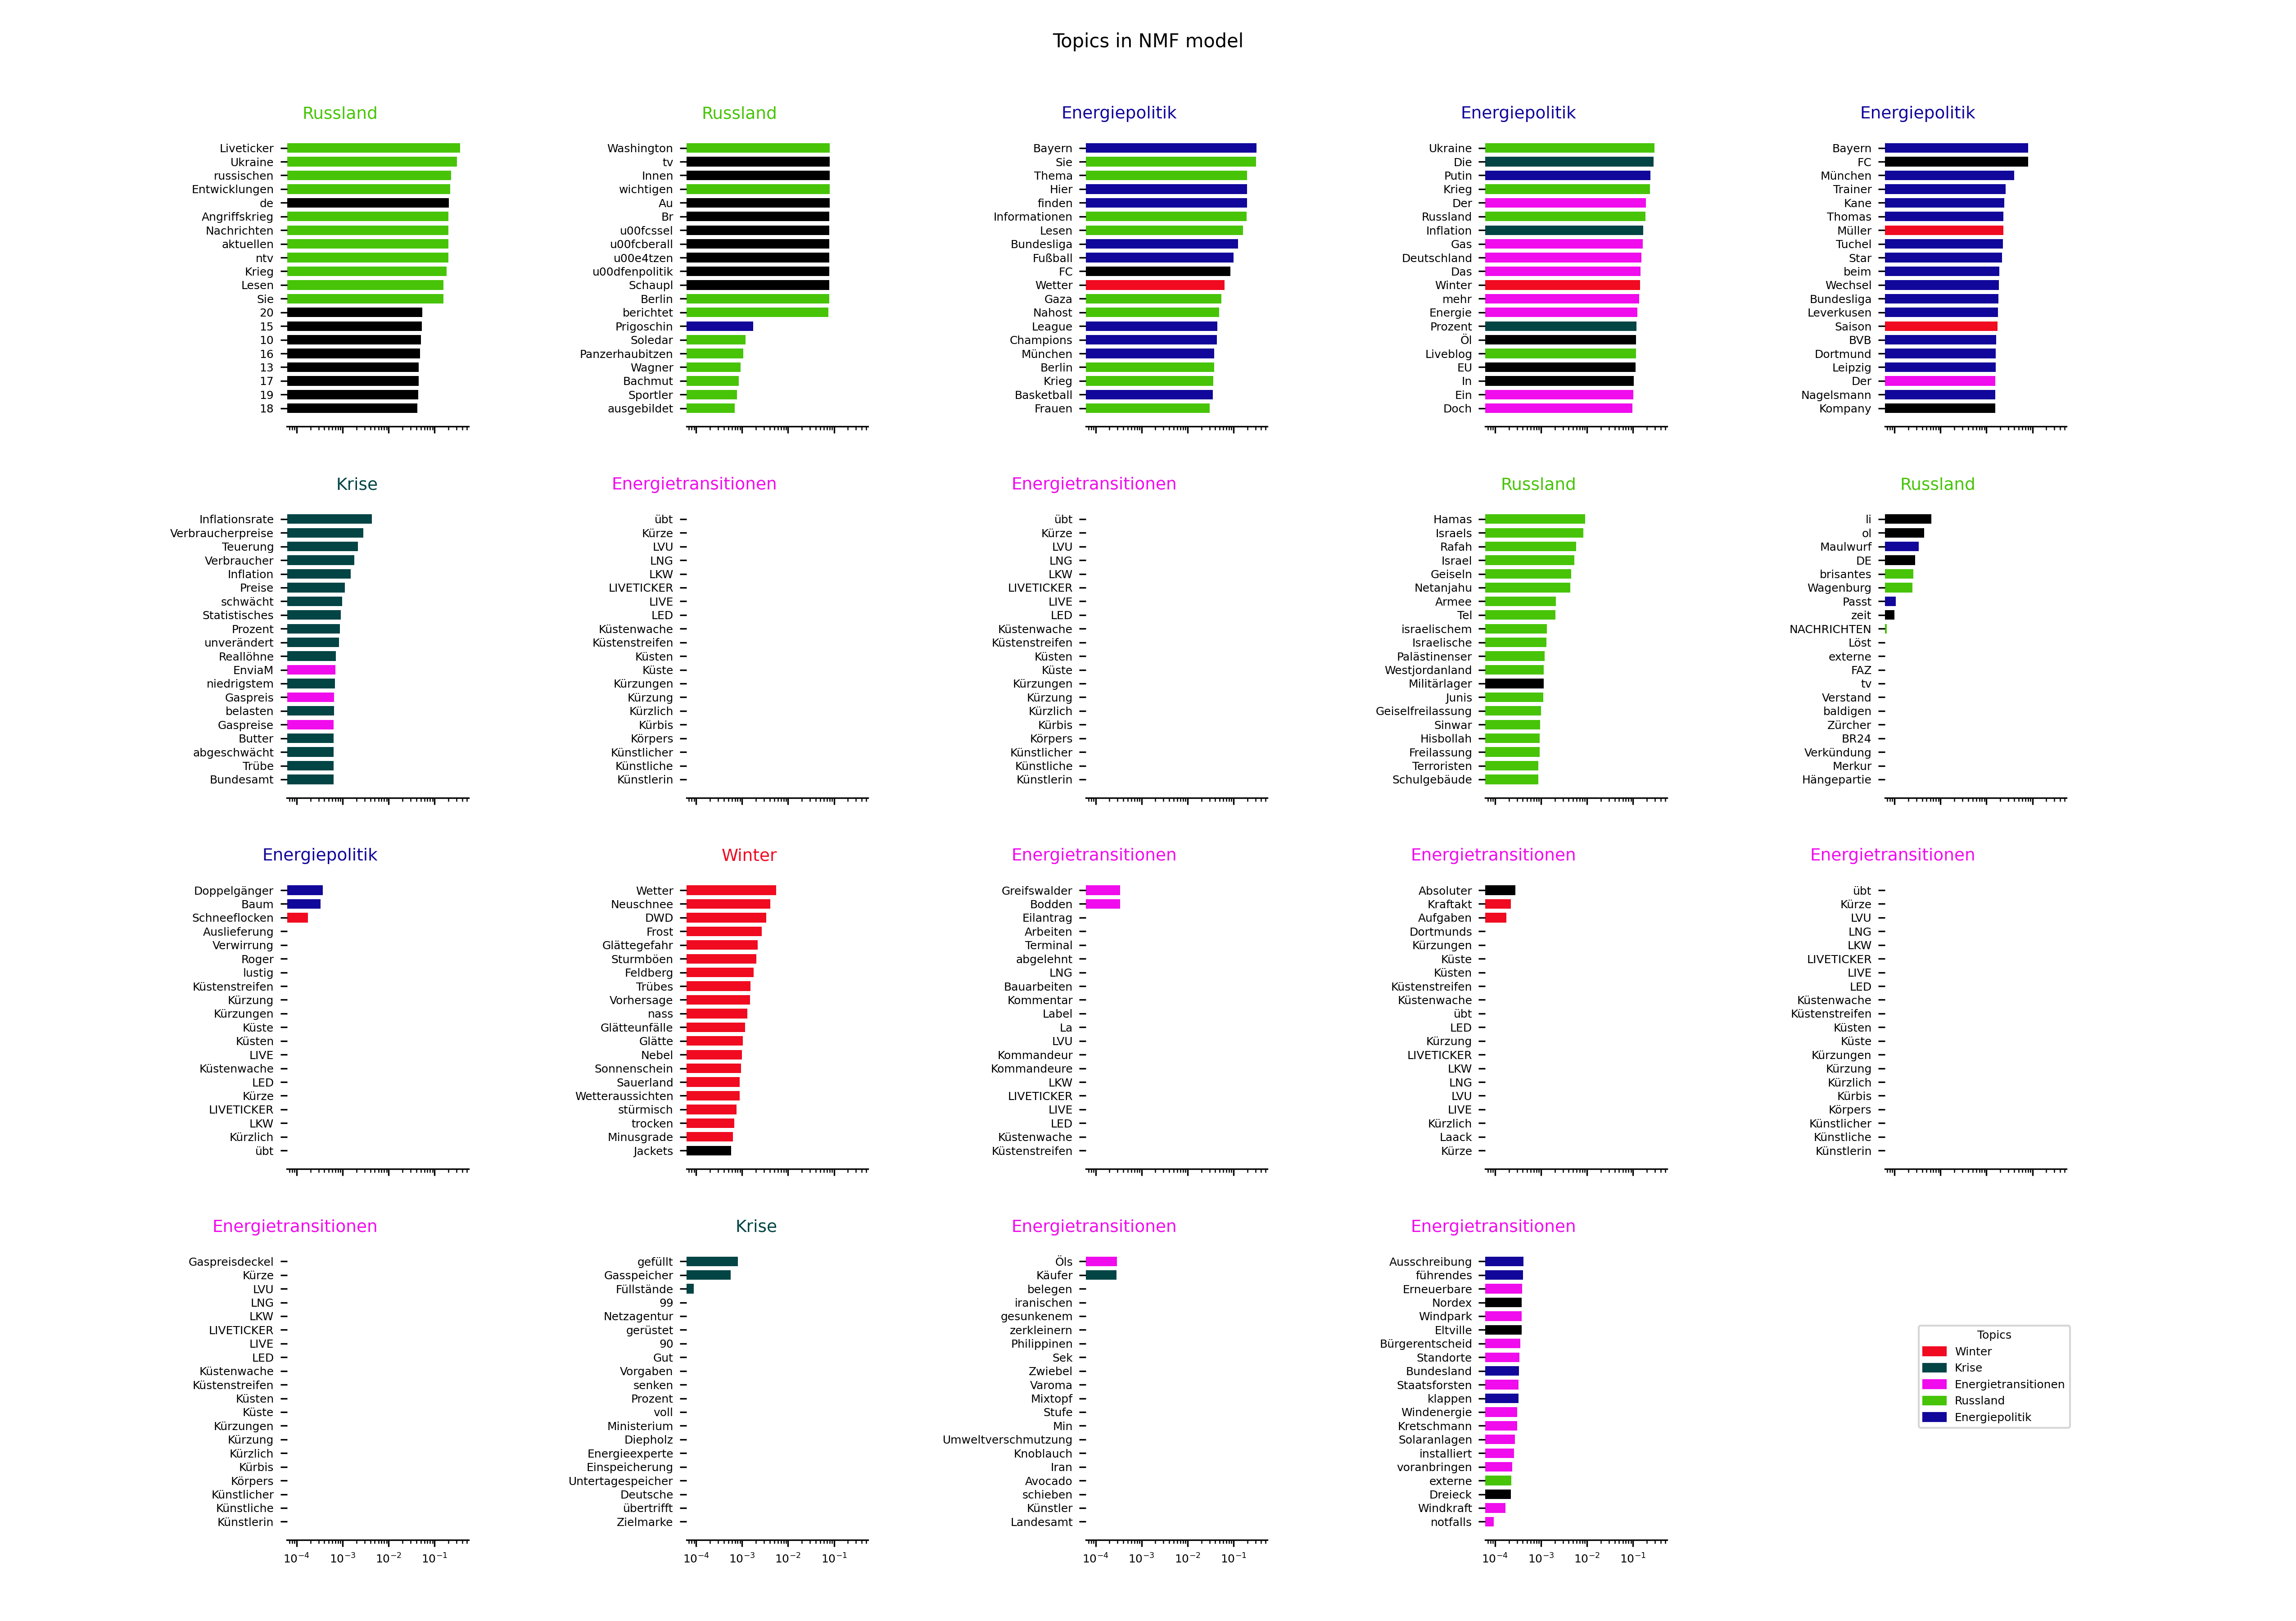 Topics in NMF model
Russland
Liveticker
Ukraine
russischen
Entwicklungen
de
Angriffskrieg
Nachrichten
aktuellen
ntv
Krieg
Lesen
Sie
20
15
10
16
13
17
19
18
Russland
Washington
tv
Innen
wichtigen
Au
Br
u00fcssel
u00fcberall
u00e4tzen
u00dfenpolitik
Schaupl
Berlin
berichtet
Prigoschin
Soledar
Panzerhaubitzen
Wagner
Bachmut
Sportler
ausgebildet
Energiepolitik
Bayern
Sie
Thema
Hier
finden
Informationen
Lesen
Bundesliga
Fußball
FC
Wetter
Gaza
Nahost
League
Champions
München
Berlin
Krieg
Basketball
Frauen
Energiepolitik
Ukraine
Die
Putin
Krieg
Der
Russland
Inflation
Gas
Deutschland
Das
Winter
mehr
Energie
Prozent
Öl
Liveblog
EU
In
Ein
Doch
Energiepolitik
Bayern
FC
München
Trainer
Kane
Thomas
Müller
Tuchel
Star
beim
Wechsel
Bundesliga
Leverkusen
Saison
BVB
Dortmund
Leipzig
Der
Nagelsmann
Kompany
Krise
Inflationsrate
Verbraucherpreise
Teuerung
Verbraucher
Inflation
Preise
schwächt
Statistisches
Prozent
unverändert
Reallöhne
EnviaM
niedrigstem
Gaspreis
belasten
Gaspreise
Butter
abgeschwächt
Trübe
Bundesamt
Energietransitionen
übt
Kürze
LVU
LNG
LKW
LIVETICKER
LIVE
LED
Küstenwache
Küstenstreifen
Küsten
Küste
Kürzungen
Kürzung
Kürzlich
Kürbis
Körpers
Künstlicher
Künstliche
Künstlerin
Energietransitionen
übt
Kürze
LVU
LNG
LKW
LIVETICKER
LIVE
LED
Küstenwache
Küstenstreifen
Küsten
Küste
Kürzungen
Kürzung
Kürzlich
Kürbis
Körpers
Künstlicher
Künstliche
Künstlerin
Russland
Hamas
Israels
Rafah
Israel
Geiseln
Netanjahu
Armee
Tel
israelischem
Israelische
Palästinenser
Westjordanland
Militärlager
Junis
Geiselfreilassung
Sinwar
Hisbollah
Freilassung
Terroristen
Schulgebäude
Russland
li
ol
Maulwurf
DE
brisantes
Wagenburg
Passt
zeit
NACHRICHTEN
Löst
externe
FAZ
tv
Verstand
baldigen
Zürcher
BR24
Verkündung
Merkur
Hängepartie
Energiepolitik
Doppelgänger
Baum
Schneeflocken
Auslieferung
Verwirrung
Roger
lustig
Küstenstreifen
Kürzung
Kürzungen
Küste
Küsten
LIVE
Küstenwache
LED
Kürze
LIVETICKER
LKW
Kürzlich
übt
Winter
Wetter
Neuschnee
DWD
Frost
Glättegefahr
Sturmböen
Feldberg
Trübes
Vorhersage
nass
Glätteunfälle
Glätte
Nebel
Sonnenschein
Sauerland
Wetteraussichten
stürmisch
trocken
Minusgrade
Jackets
Energietransitionen
Greifswalder
Bodden
Eilantrag
Arbeiten
Terminal
abgelehnt
LNG
Bauarbeiten
Kommentar
Label
La
LVU
Kommandeur
Kommandeure
LKW
LIVETICKER
LIVE
LED
Küstenwache
Küstenstreifen
Energietransitionen
Absoluter
Kraftakt
Aufgaben
Dortmunds
Kürzungen
Küste
Küsten
Küstenstreifen
Küstenwache
übt
LED
Kürzung
LIVETICKER
LKW
LNG
LVU
LIVE
Kürzlich
Laack
Kürze
Energietransitionen
übt
Kürze
LVU
LNG
LKW
LIVETICKER
LIVE
LED
Küstenwache
Küstenstreifen
Küsten
Küste
Kürzungen
Kürzung
Kürzlich
Kürbis
Körpers
Künstlicher
Künstliche
Künstlerin
Energietransitionen
Gaspreisdeckel
Kürze
LVU
LNG
LKW
LIVETICKER
LIVE
LED
Küstenwache
Küstenstreifen
Küsten
Küste
Kürzungen
Kürzung
Kürzlich
Kürbis
Körpers
Künstlicher
Künstliche
Künstlerin
10⁻⁴ 10⁻³ 10⁻² 10⁻¹
Krise
gefüllt
Gasspeicher
Füllstände
99
Netzagentur
gerüstet
90
Gut
Vorgaben
senken
Prozent
voll
Ministerium
Diepholz
Energieexperte
Einspeicherung
Untertagespeicher
Deutsche
übertrifft
Zielmarke
10⁻⁴ 10⁻³ 10⁻² 10⁻¹
Energietransitionen
Öls
Käufer
belegen
iranischen
gesunkenem
zerkleinern
Philippinen
Sek
Zwiebel
Varoma
Mixtopf
Stufe
Min
Umweltverschmutzung
Knoblauch
Iran
Avocado
schieben
Künstler
Landesamt
10⁻⁴ 10⁻³ 10⁻² 10⁻¹
Energietransitionen
Ausschreibung
führendes
Erneuerbare
Nordex
Windpark
Eltville
Bürgerentscheid
Standorte
Bundesland
Staatsforsten
klappen
Windenergie
Kretschmann
Solaranlagen
installiert
voranbringen
externe
Dreieck
Windkraft
notfalls
10⁻⁴ 10⁻³ 10⁻² 10⁻¹
Topics
Winter
Krise
Energietransitionen
Russland
Energiepolitik